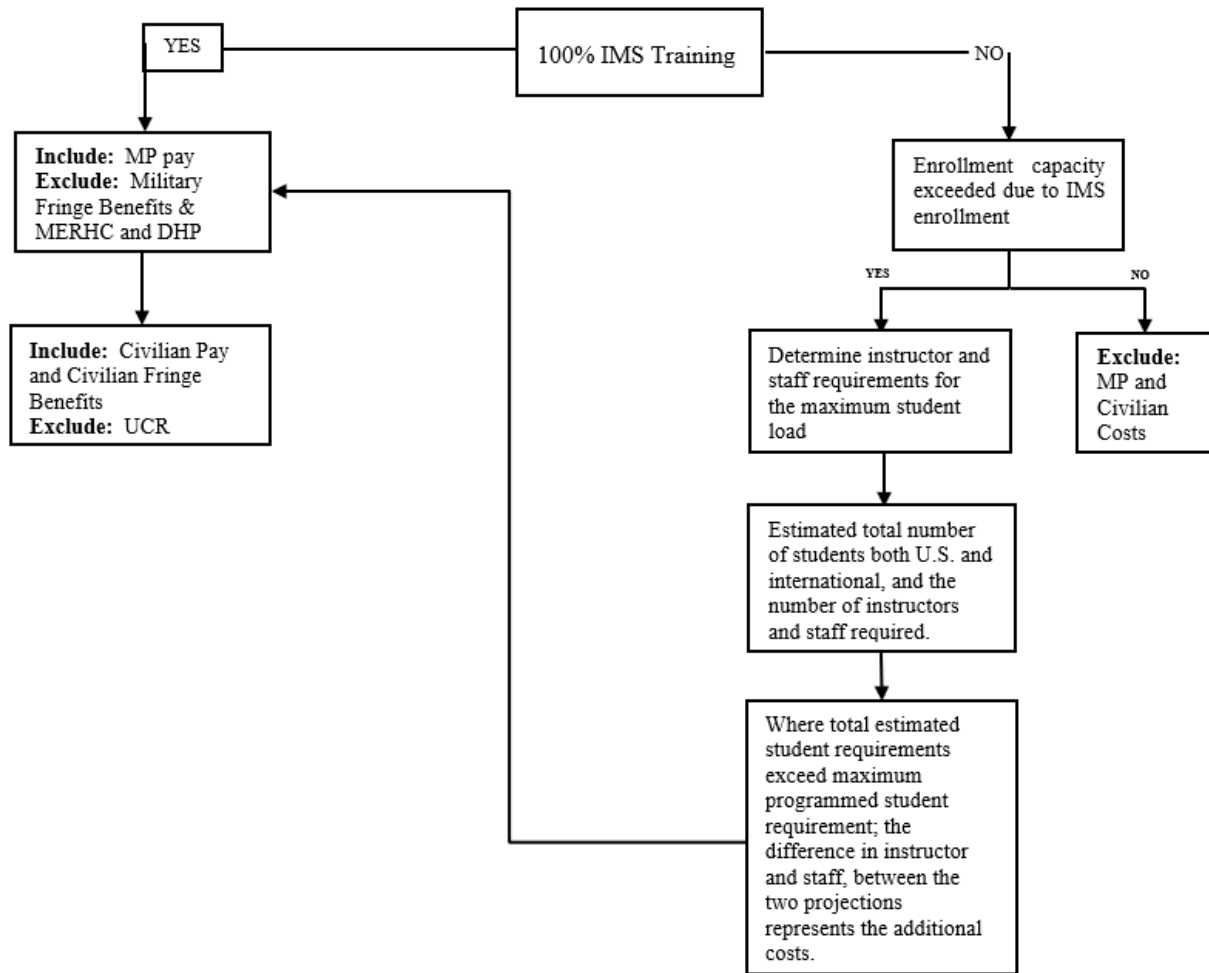 YES
100% IMS Training
NO
Include: MP pay
Exclude: Military
Fringe Benefits &
MERHC and DHP
Enrollment capacity
exceeded due to IMS
enrollment
YES
NO
Include: Civilian Pay
and Civilian Fringe
Benefits
Exclude: UCR
Determine instructor and
staff requirements for
the maximum student
load
Exclude:
MP and
Civilian
Costs
Estimated total number
of students both U.S. and
international, and the
number of instructors
and staff required.
Where total estimated
student requirements
exceed maximum
programmed student
requirement; the
difference in instructor
and staff, between the
two projections
represents the additional
costs.